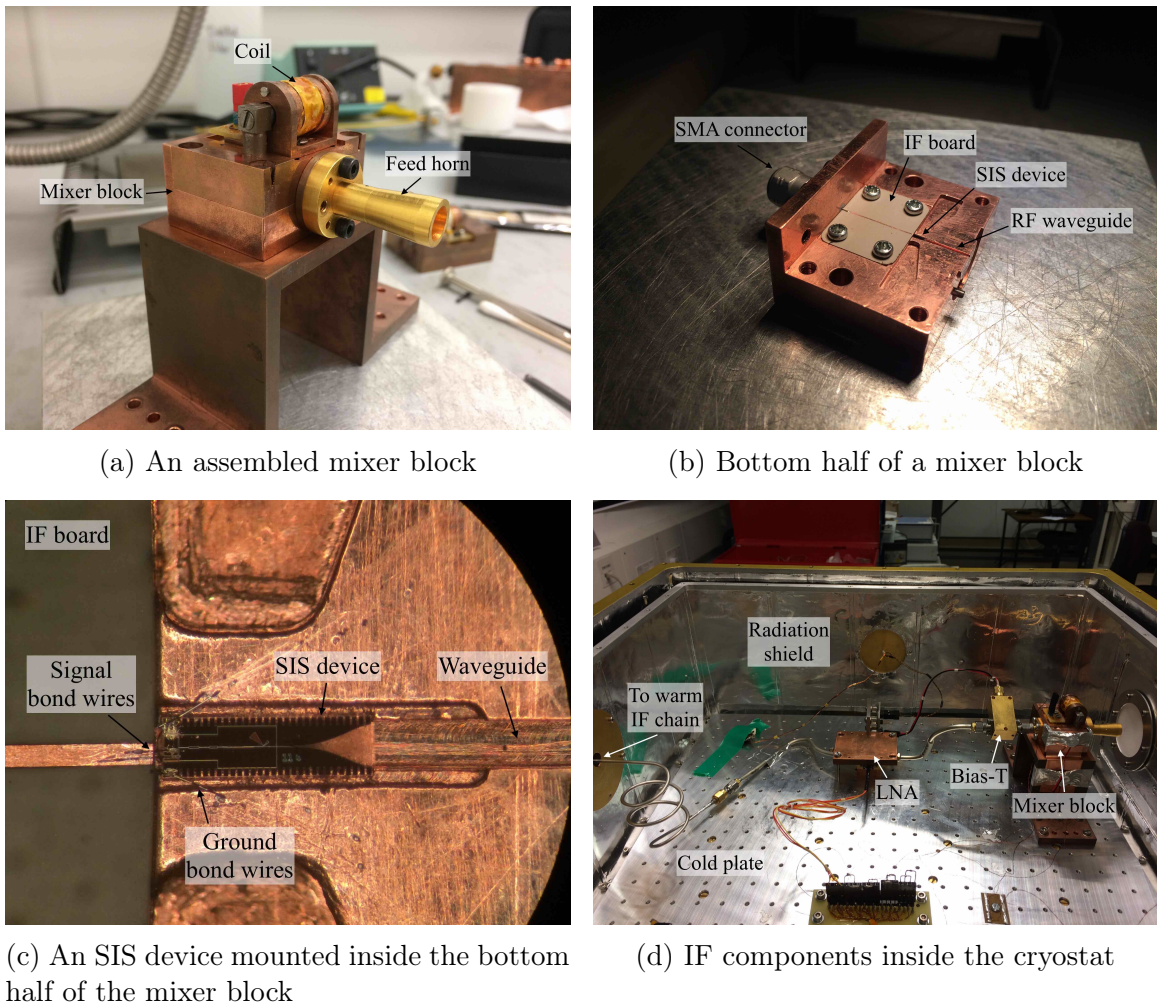 Coil
Feed horn
Mixer block
(a) An assembled mixer block
SMA connector
IF board
SIS device
RF waveguide
(b) Bottom half of a mixer block
IF board
Signal
bond wires
SIS device
Waveguide
Ground
bond wires
(c) An SIS device mounted inside the bottom
half of the mixer block
Radiation
shield
To warm
IF chain
Bias-T
LNA
Mixer block
Cold plate
(d) IF components inside the cryostat